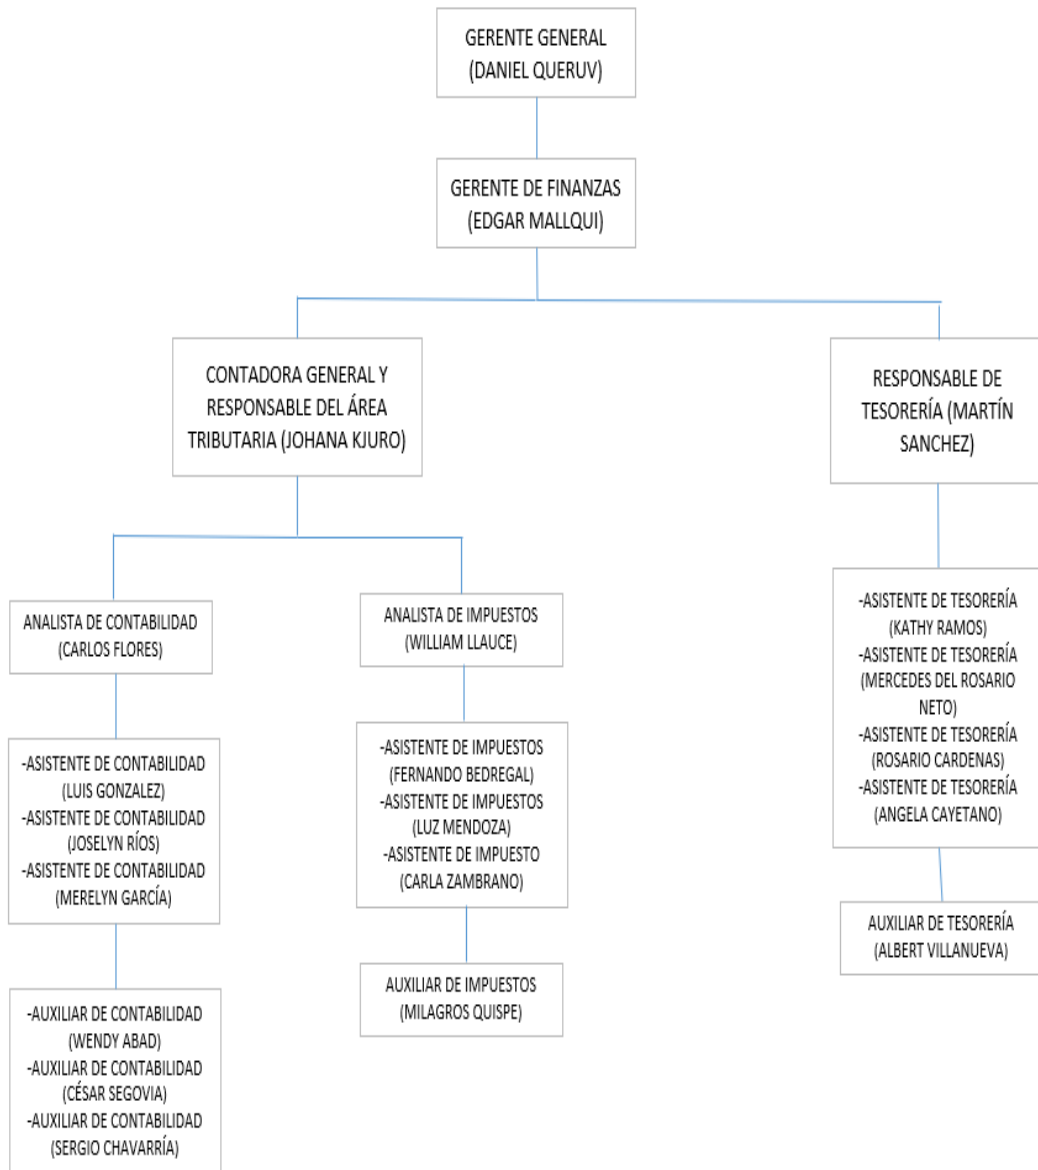 GERENTE GENERAL
(DANIEL QUERUV)
GERENTE DE FINANZAS
(EDGAR MALLQUI)
CONTADORA GENERAL Y
RESPONSABLE DEL ÁREA
TRIBUTARIA (JOHANA KJURO)
RESPONSABLE DE
TESORERÍA (MARTÍN
SANCHEZ)
ANALISTA DE CONTABILIDAD
(CARLOS FLORES)
ANALISTA DE IMPUESTOS
(WILLIAM LLAUCE)
-ASISTENTE DE TESORERÍA
(KATHY RAMOS)
-ASISTENTE DE TESORERÍA
(MERCEDES DEL ROSARIO
NETO)
-ASISTENTE DE TESORERÍA
(ROSARIO CARDENAS)
-ASISTENTE DE TESORERÍA
(ANGELA CAYETANO)
-ASISTENTE DE CONTABILIDAD
(LUIS GONZALEZ)
-ASISTENTE DE CONTABILIDAD
(JOSELYN RÍOS)
-ASISTENTE DE CONTABILIDAD
(MERELYN GARCÍA)
-ASISTENTE DE IMPUESTOS
(FERNANDO BEDREGAL)
-ASISTENTE DE IMPUESTOS
(LUZ MENDOZA)
-ASISTENTE DE IMPUESTO
(CARLA ZAMBRANO)
AUXILIAR DE TESORERÍA
(ALBERT VILLANUEVA)
AUXILIAR DE IMPUESTOS
(MILAGROS QUISPE)
-AUXILIAR DE CONTABILIDAD
(WENDY ABAD)
-AUXILIAR DE CONTABILIDAD
(CÉSAR SEGOVIA)
-AUXILIAR DE CONTABILIDAD
(SERGIO CHAVARRÍA)